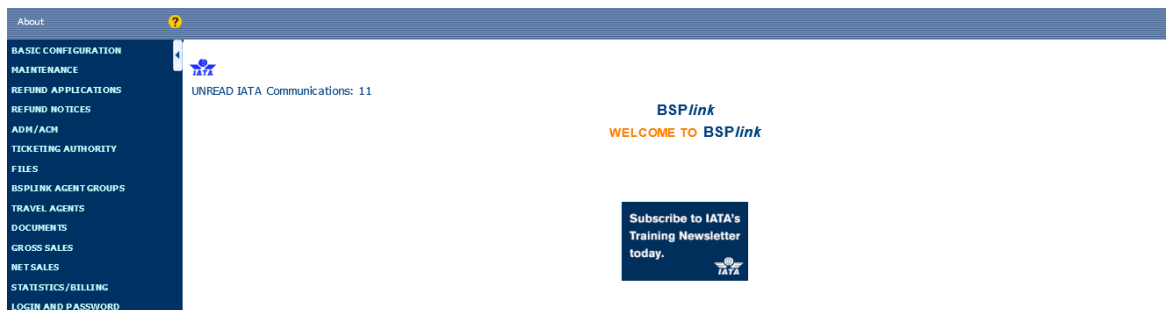 About ?
BASIC CONFIGURATION
MAINTENANCE
REFUND APPLICATIONS
REFUND NOTICES
ADM/ACM
TICKETING AUTHORITY
FILES
BSPLINK AGENT GROUPS
TRAVEL AGENTS
DOCUMENTS
GROSS SALES
NET SALES
STATISTICS/BILLING
LOGIN AND PASSWORD
IATA
UNREAD IATA Communications: 11
BSPlink
WELCOME TO BSPlink
Subscribe to IATA's
Training Newsletter
today.
IATA